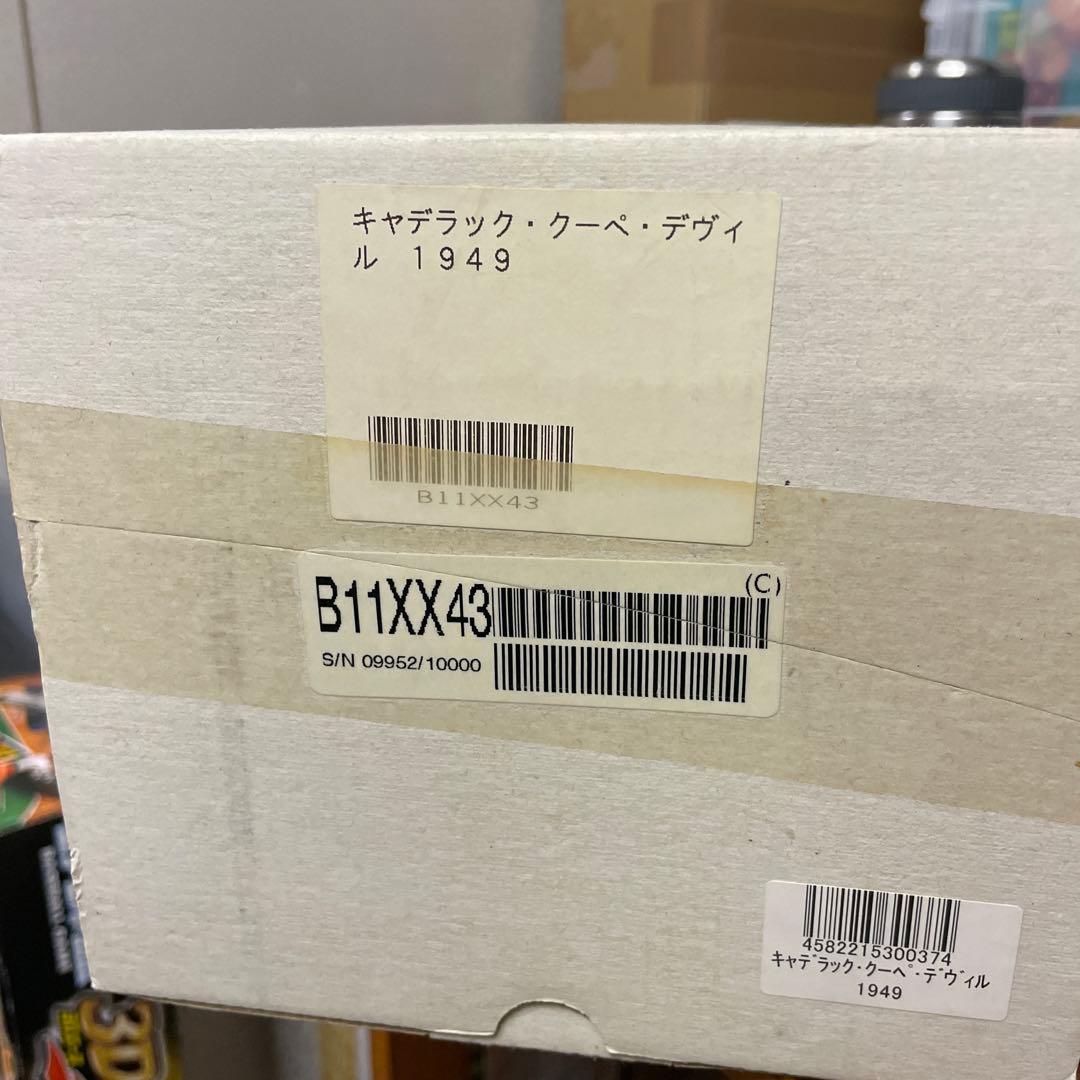 キャデラック・クーペ・デヴィ
ル　１９４９
B11XX43
B11XX43
(C)
S/N 09952/10000
4582215300374
ｷｬﾃﾞﾗｯｸ･ｸｰﾍﾟ･ﾃﾞｳﾞｨﾙ
1949
3D